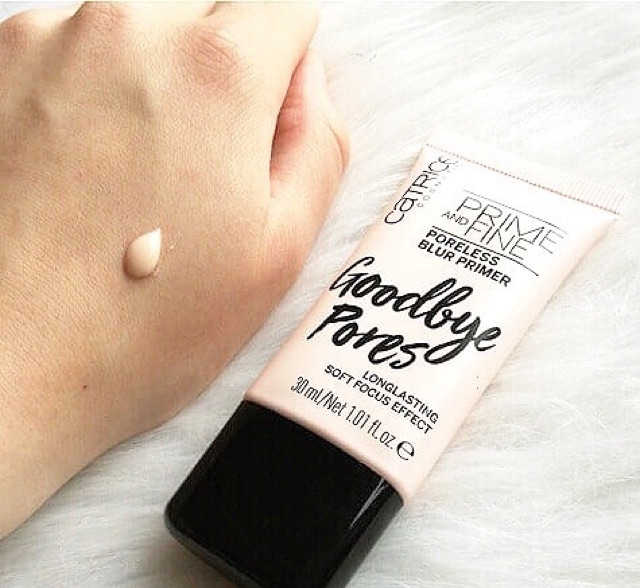 CATRICE
COSMETICS
PRIME
AND FINE
PORELESS
BLUR PRIMER
Goodbye
Pores
LONGLASTING
SOFT FOCUS EFFECT
30 ml/Net 1.01 fl.oz. ℮